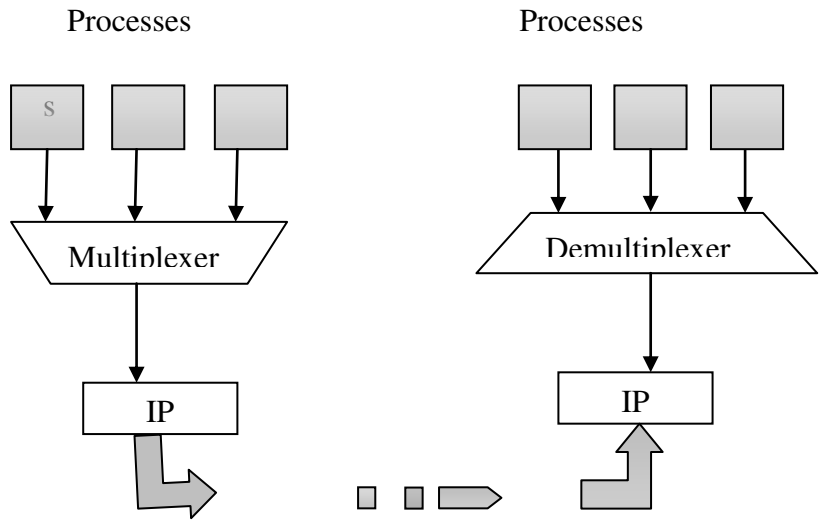 Processes
Processes
s
Multiplexer
Demultiplexer
IP
IP